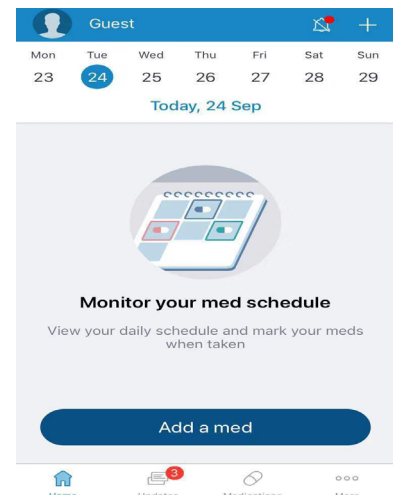 Guest
Mon Tue Wed Thu Fri Sat Sun
23 24 25 26 27 28 29
Today, 24 Sep
Monitor your med schedule
View your daily schedule and mark your meds
when taken
Add a med
3